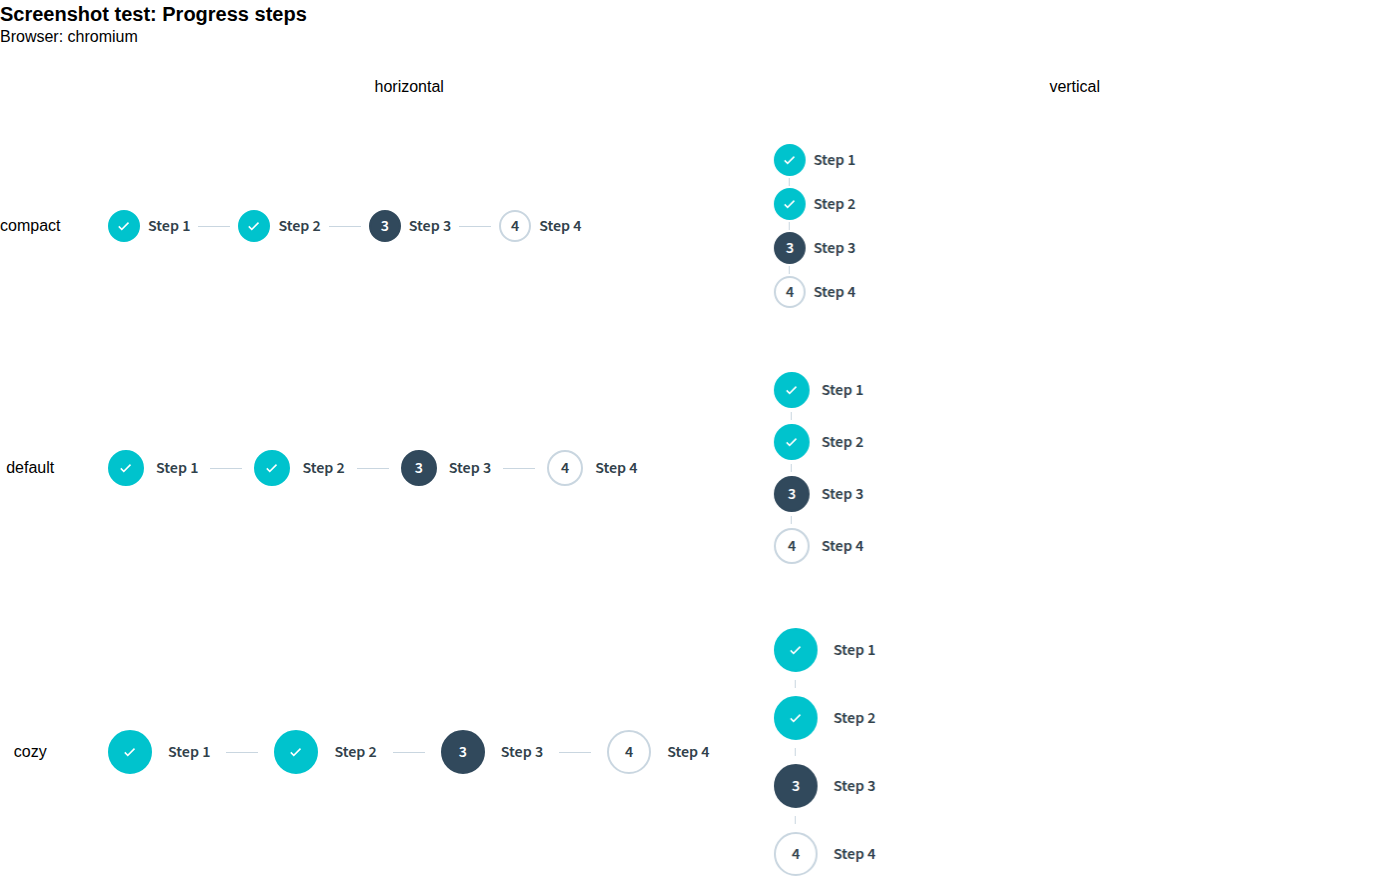 Screenshot test: Progress steps
Browser: chromium
horizontal vertical
compact Step 1 Step 2 3 Step 3 4 Step 4
Step 1
Step 2
3 Step 3
4 Step 4
default Step 1 Step 2 3 Step 3 4 Step 4
Step 1
Step 2
3 Step 3
4 Step 4
cozy Step 1 Step 2 3 Step 3 4 Step 4
Step 1
Step 2
3 Step 3
4 Step 4